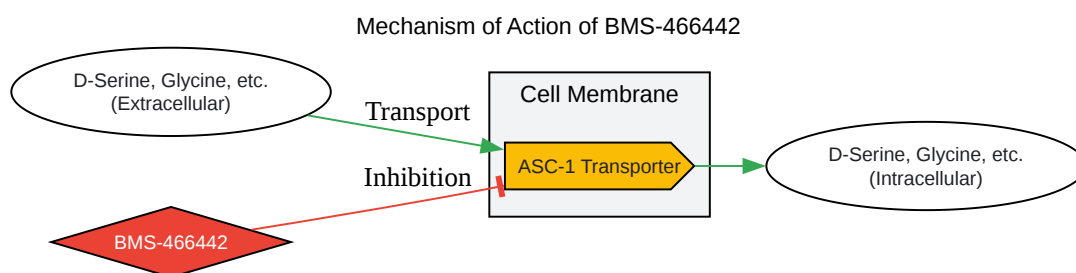 Mechanism of Action of BMS-466442
D-Serine, Glycine, etc.
(Extracellular)
Transport
Cell Membrane
ASC-1 Transporter
Inhibition
D-Serine, Glycine, etc.
(Intracellular)
BMS-466442